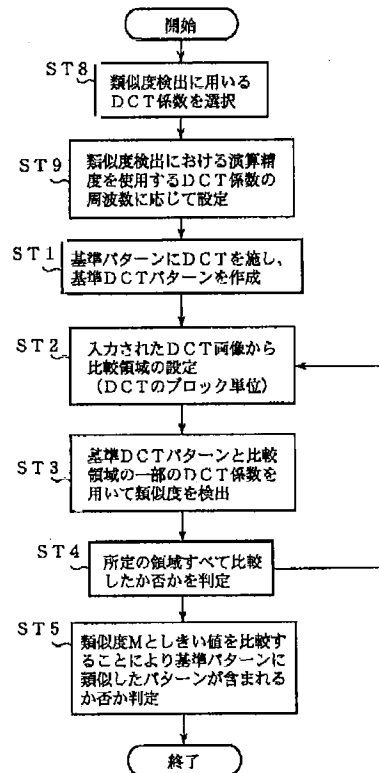 開始
ST8
類似度検出に用いる
DCT係数を選択
ST9
類似度検出における演算精
度を使用するDCT係数の
周波数に応じて設定
ST1
基準パターンにDCTを施し、
基準DCTパターンを作成
ST2
入力されたDCT画像から
比較領域の設定
(DCTのブロック単位)
ST3
基準DCTパターンと比較
領域の一部のDCT係数を
用いて類似度を検出
ST4
所定の領域すべて比較
したか否かを判定
ST5
類似度Mとしきい値を比較す
ることにより基準パターンに
類似したパターンが含まれる
か否か判定
終了